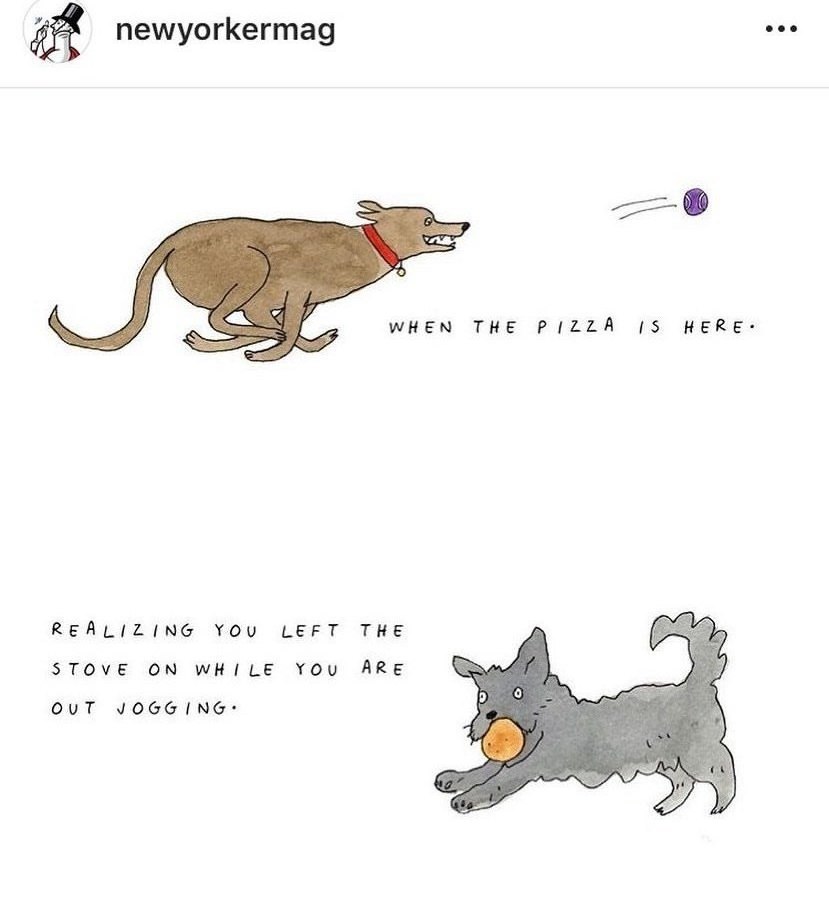 newyorkermag
WHEN THE PIZZA IS HERE.
REALIZING YOU LEFT THE
STOVE ON WHILE YOU ARE
OUT JOGGING.